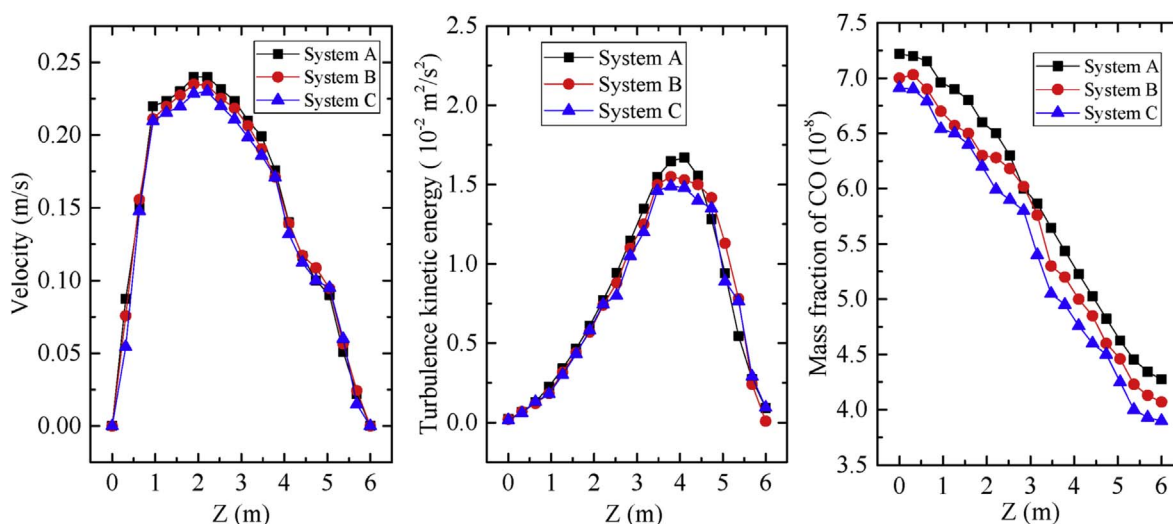 0.25
0.20
0.15
0.10
0.05
0.00
Velocity (m/s)
System A
System B
System C
0 1 2 3 4 5 6
Z (m)
2.5
2.0
1.5
1.0
0.5
0.0
Turbulence kinetic energy ( 10⁻² m²/s²)
System A
System B
System C
0 1 2 3 4 5 6
Z (m)
7.5
7.0
6.5
6.0
5.5
5.0
4.5
4.0
3.5
Mass fraction of CO (10⁻⁸)
System A
System B
System C
0 1 2 3 4 5 6
Z (m)